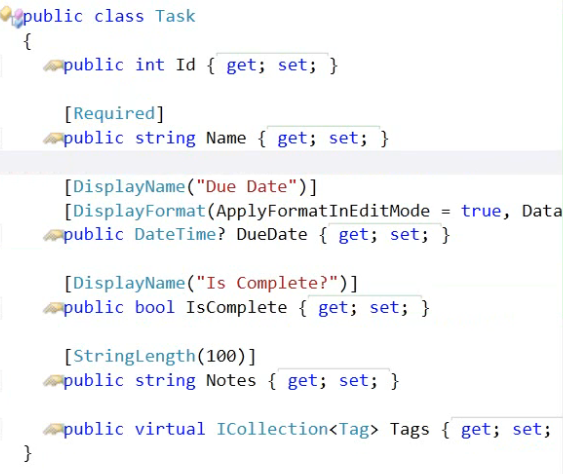 public class Task
{
public int Id { get; set; }
[Required]
public string Name { get; set; }
[DisplayName("Due Date")]
[DisplayFormat(ApplyFormatInEditMode = true, Data
public DateTime? DueDate { get; set; }
[DisplayName("Is Complete?")]
public bool IsComplete { get; set; }
[StringLength(100)]
public string Notes { get; set; }
public virtual ICollection<Tag> Tags { get; set;
}